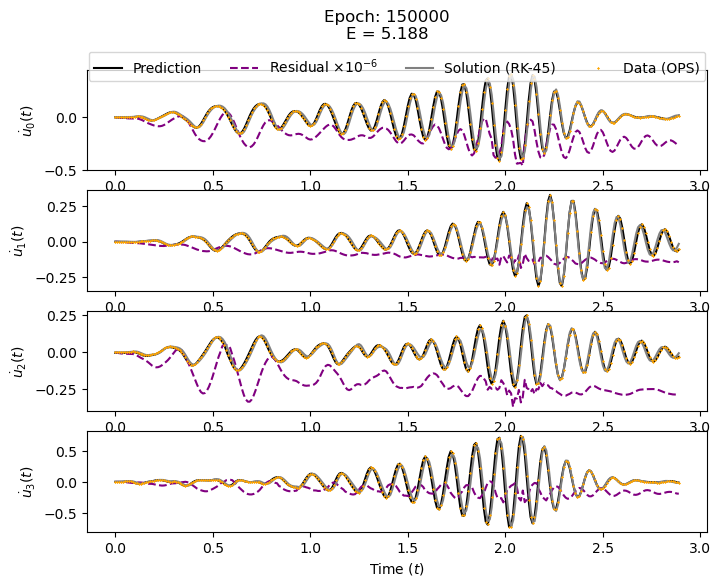 Epoch: 150000
E = 5.188
Prediction Residual ×10⁻⁶ Solution (RK-45) Data (OPS)
0.0
−0.5
u̇₀(t)
0.0 0.5 1.0 1.5 2.0 2.5 3.0
0.25
0.00
−0.25
u̇₁(t)
0.0 0.5 1.0 1.5 2.0 2.5 3.0
0.25
0.00
−0.25
u̇₂(t)
0.0 0.5 1.0 1.5 2.0 2.5 3.0
0.5
0.0
−0.5
u̇₃(t)
0.0 0.5 1.0 1.5 2.0 2.5 3.0
Time (t)